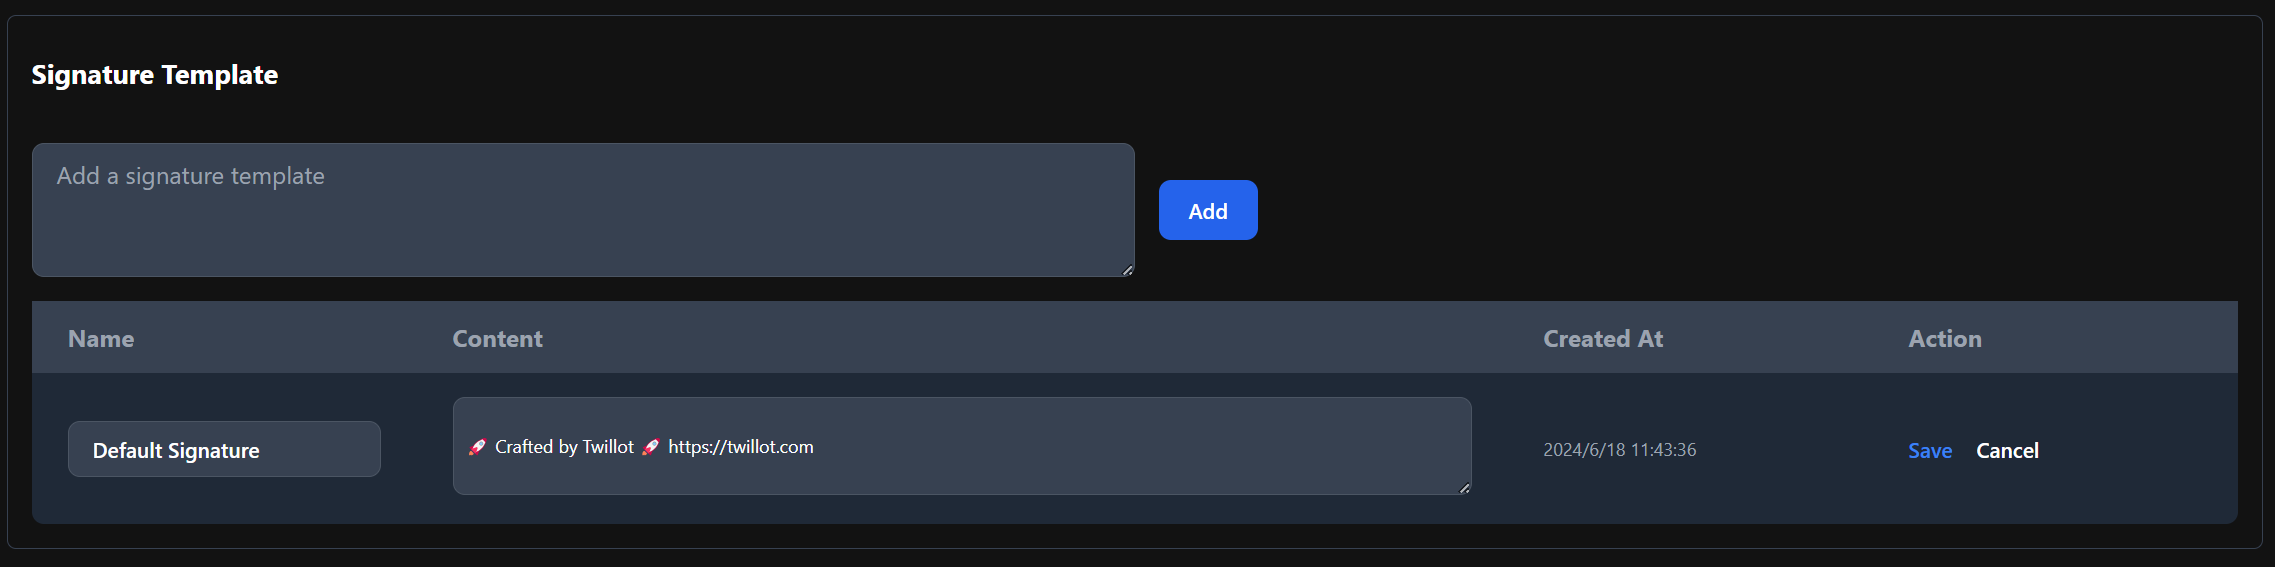 Signature Template
Add a signature template
Add
Name Content Created At Action
Default Signature 🚀 Crafted by Twillot 🚀 https://twillot.com 2024/6/18 11:43:36 Save Cancel